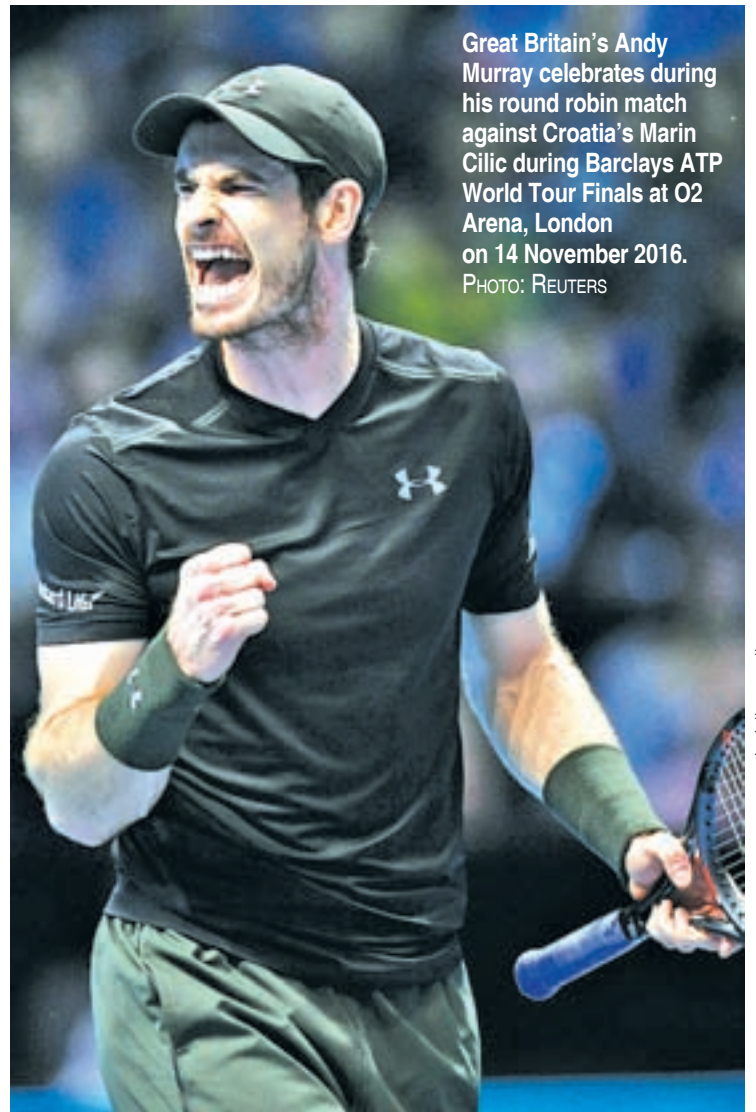 Great Britain's Andy
Murray celebrates during
his round robin match
against Croatia's Marin
Cilic during Barclays ATP
World Tour Finals at O2
Arena, London
on 14 November 2016.
PHOTO: REUTERS